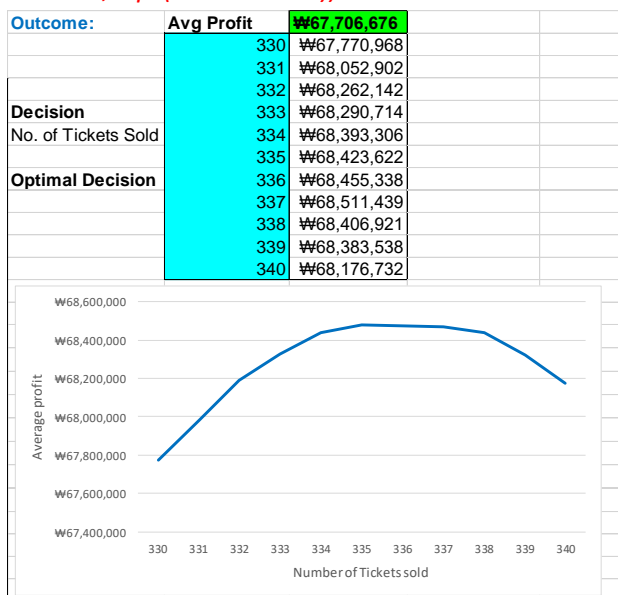 Outcome: Avg Profit ₩67,706,676
330 ₩67,770,968
331 ₩68,052,902
332 ₩68,262,142
Decision 333 ₩68,290,714
No. of Tickets Sold 334 ₩68,393,306
335 ₩68,423,622
Optimal Decision 336 ₩68,455,338
337 ₩68,511,439
338 ₩68,406,921
339 ₩68,383,538
340 ₩68,176,732
₩68,600,000
₩68,400,000
₩68,200,000
₩68,000,000
₩67,800,000
₩67,600,000
₩67,400,000
Average profit
330 331 332 333 334 335 336 337 338 339 340
Number of Tickets sold